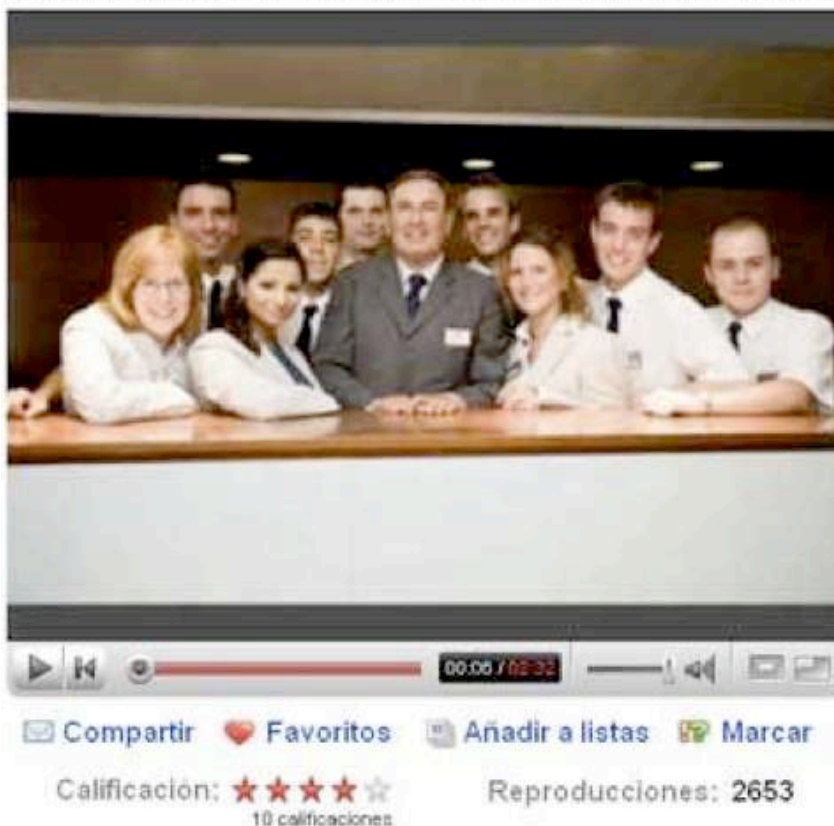 00:06 / 02:32
Compartir Favoritos Añadir a listas Marcar
Calificación: Reproducciones: 2653
10 calificaciones